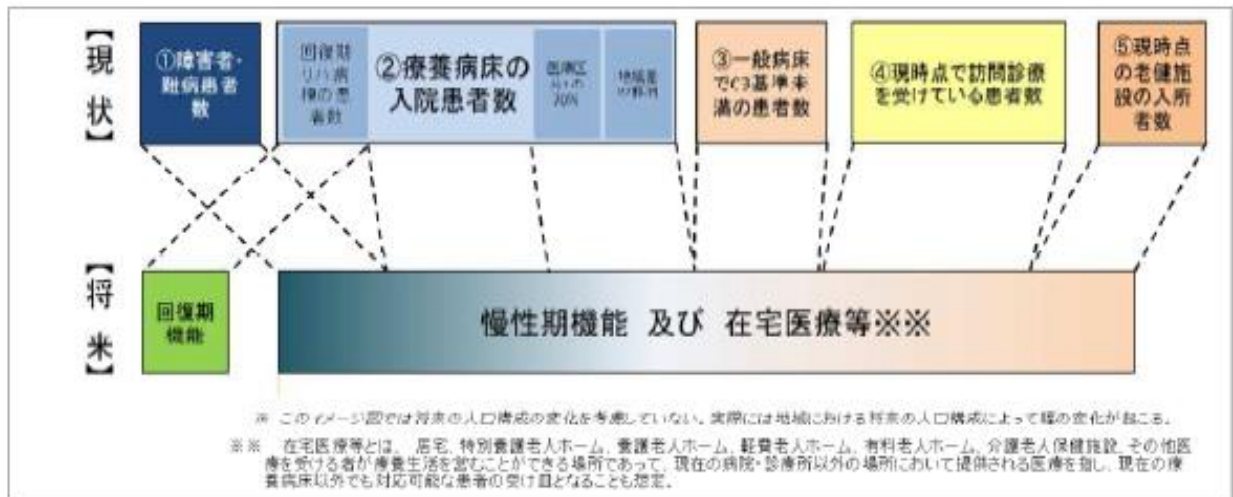 【現状】
①障害者・
難病患者
数
回復期
リハ病
棟の患
者数
②療養病床の
入院患者数
70%
地域差
③一般病床
でC3基準未
満の患者数
④現時点で訪問診療
を受けている患者数
⑤現時点
の老健施
設の入所
者数
【将来】
回復期
機能
慢性期機能 及び 在宅医療等※※
※ このイメージ図では将来の人口構成の変化を考慮していない。実際には地域における将来の人口構成によって幅の変化が起こる。
※※ 在宅医療等とは、居宅、特別養護老人ホーム、養護老人ホーム、軽費老人ホーム、有料老人ホーム、介護老人保健施設、その他医
療を受ける者が療養生活を営むことができる場所であって、現在の病院・診療所以外の場所において提供される医療を指し、現在の療
養病床以外でも対応可能な患者の受け皿となることも想定。